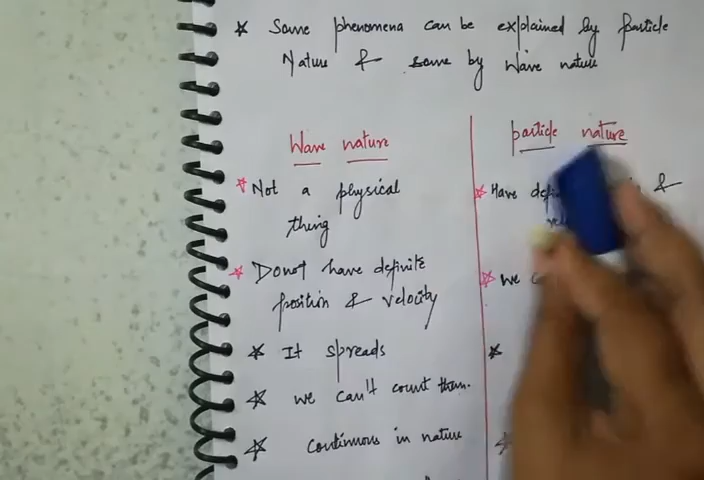 * Some phenomena can be explained by Particle
Nature & some by Wave nature
Wave nature
* Not a physical
thing
* Donot have definite
position & velocity
* It spreads
* we can't count them.
* continuous in nature
particle nature
* Have &
* we
*
*